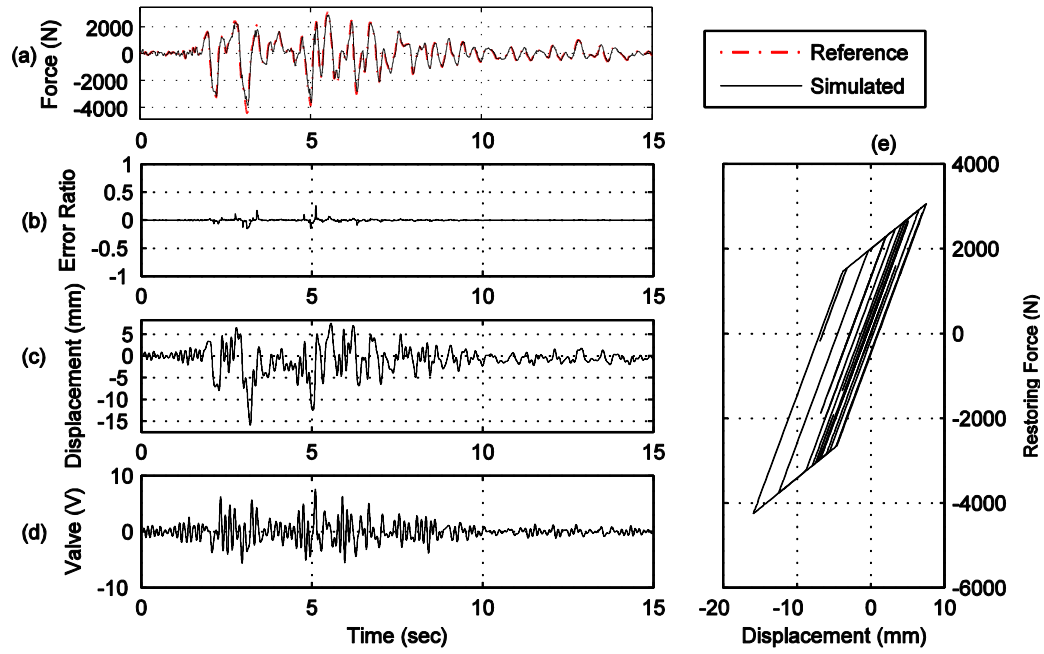 (a)
Force (N)
2000
0
-2000
-4000
0 5 10 15
Reference
Simulated
(b)
Error Ratio
1
0.5
0
-0.5
-1
0 5 10 15
(c)
Displacement (mm)
5
0
-5
-10
-15
0 5 10 15
(d)
Valve (V)
10
0
-10
0 5 10 15
Time (sec)
(e)
4000
2000
0
-2000
-4000
-6000
Restoring Force (N)
-20 -10 0 10
Displacement (mm)